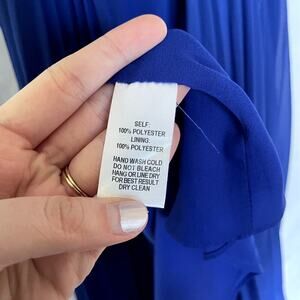 SELF:
100% POLYESTER
LINING:
100% POLYESTER
HAND WASH COLD
DO NOT BLEACH
HANG OR LINE DRY
FOR BEST RESULT
DRY CLEAN